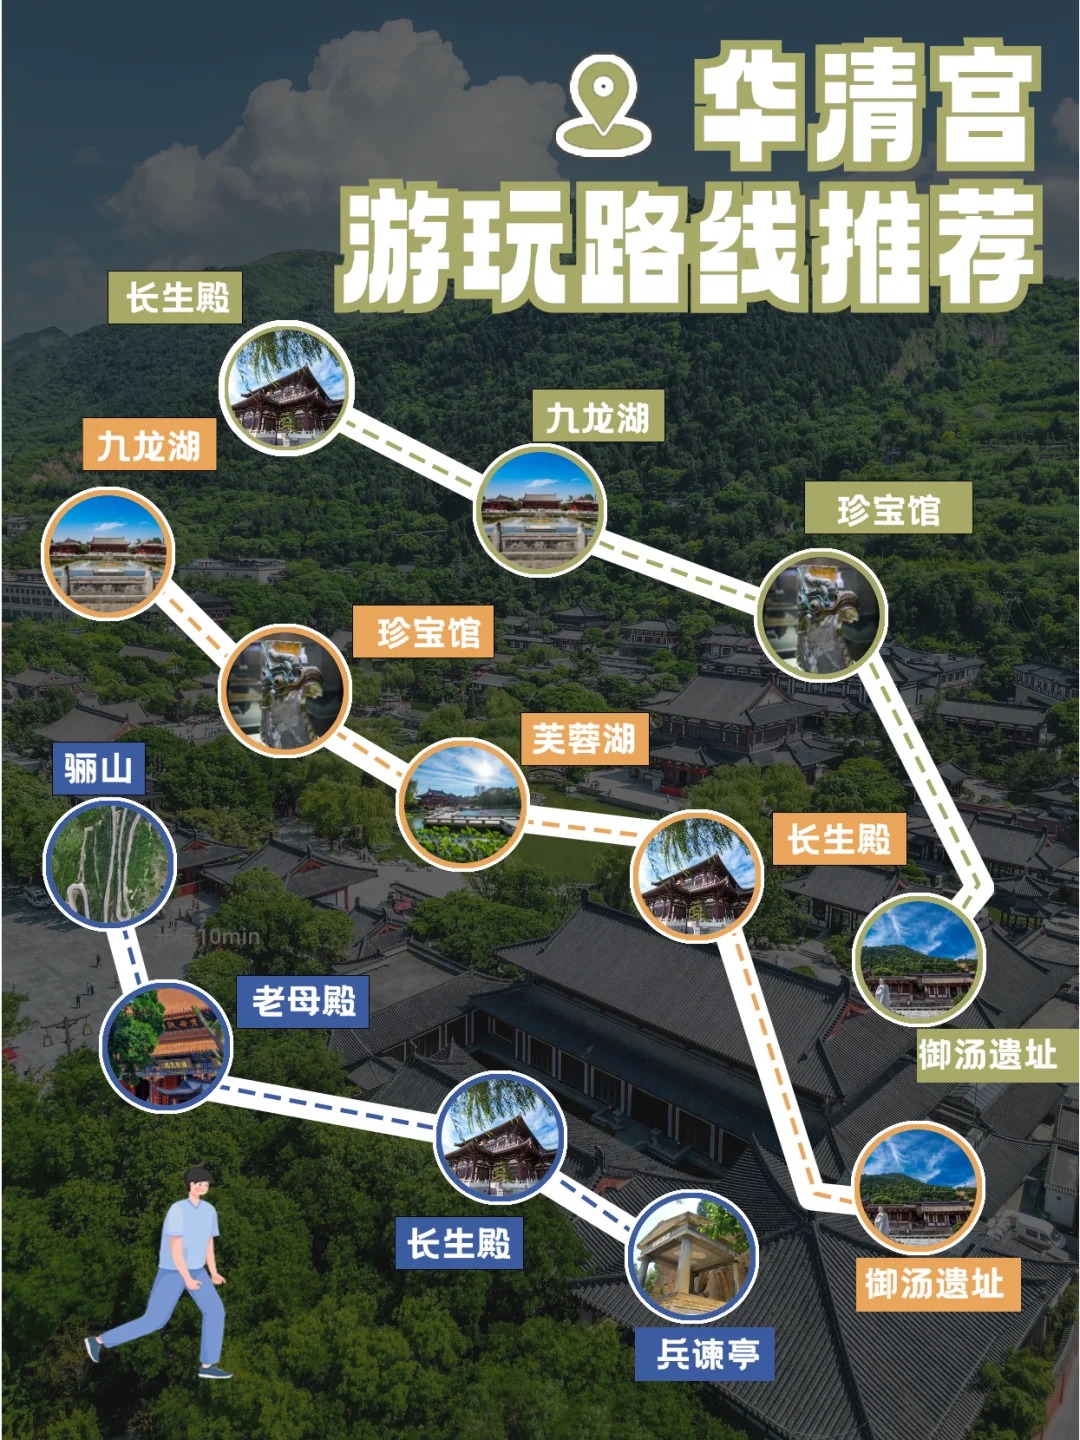 华清宫
游玩路线推荐
长生殿
九龙湖
珍宝馆
御汤遗址
九龙湖
珍宝馆
芙蓉湖
长生殿
御汤遗址
骊山
10min
老母殿
长生殿
兵谏亭